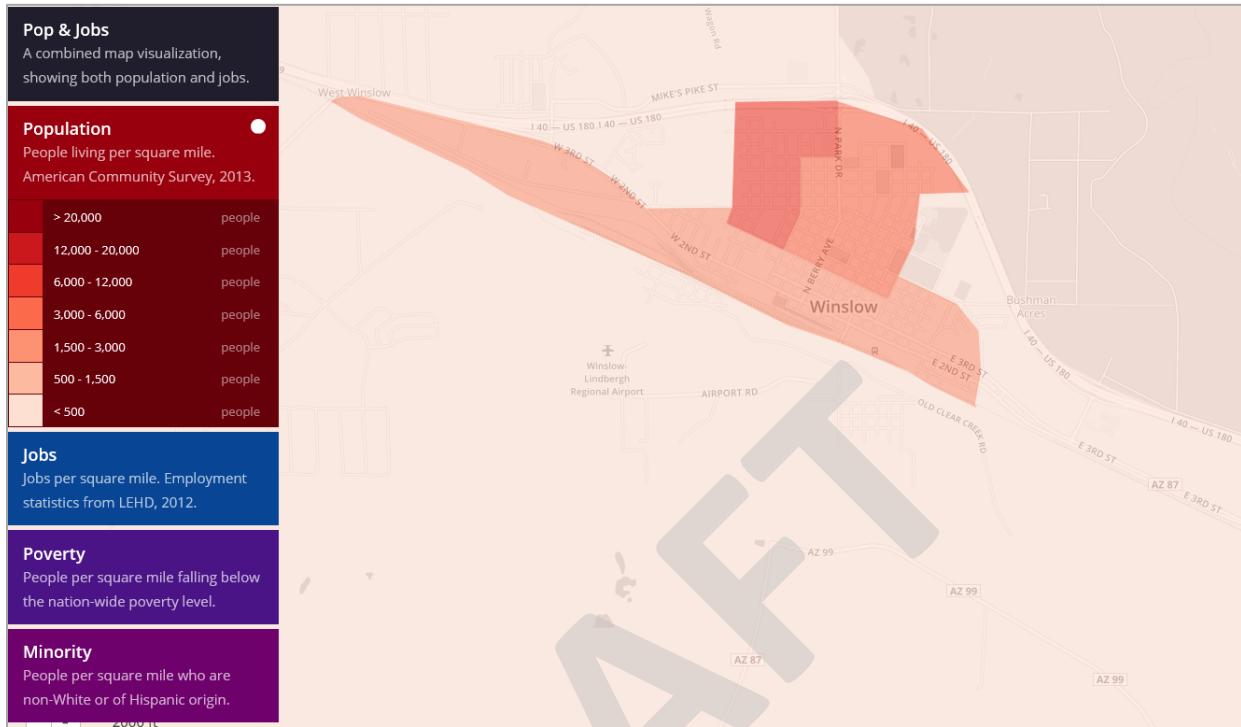 Pop & Jobs
A combined map visualization,
showing both population and jobs.
Population
People living per square mile.
American Community Survey, 2013.
> 20,000 people
12,000 - 20,000 people
6,000 - 12,000 people
3,000 - 6,000 people
1,500 - 3,000 people
500 - 1,500 people
< 500 people
Jobs
Jobs per square mile. Employment
statistics from LEHD, 2012.
Poverty
People per square mile falling below
the nation-wide poverty level.
Minority
People per square mile who are
non-White or of Hispanic origin.
2000 ft
Wagon Rd
West Winslow
MIKE'S PIKE ST
I 40 — US 180 I 40 — US 180
I 40 — US 180
N PARK DR
W 3RD ST
W 2ND ST
W 2ND ST
N BERRY AVE
Winslow
Bushman
Acres
I 40 — US 180
Winslow-
Lindbergh
Regional Airport
AIRPORT RD
E 3RD ST
E 2ND ST
OLD CLEAR CREEK RD
I 40 — US 180
E 3RD ST
AZ 87
E 3RD ST
AZ 99
AZ 99
AZ 87
AZ 99
AFT